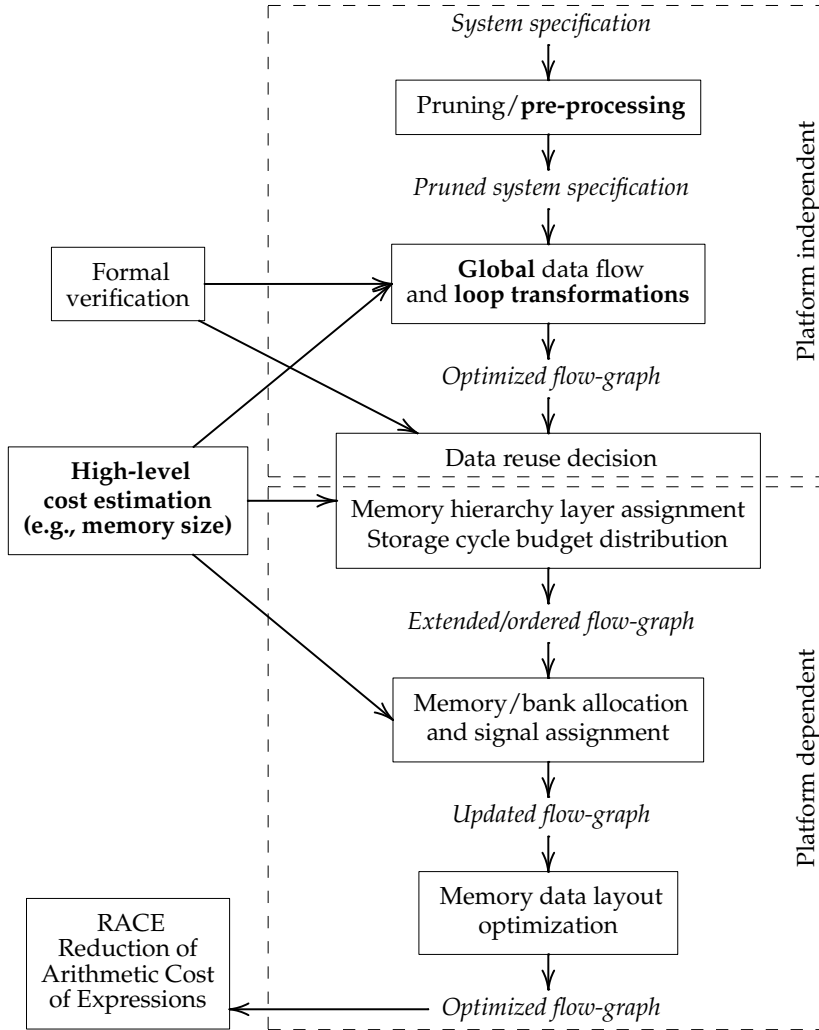 System specification
Pruning/pre-processing
Pruned system specification
Platform independent
Formal
verification
Global data flow
and loop transformations
Optimized flow-graph
High-level
cost estimation
(e.g., memory size)
Data reuse decision
Memory hierarchy layer assignment
Storage cycle budget distribution
Extended/ordered flow-graph
Platform dependent
Memory/bank allocation
and signal assignment
Updated flow-graph
Memory data layout
optimization
RACE
Reduction of
Arithmetic Cost
of Expressions
Optimized flow-graph